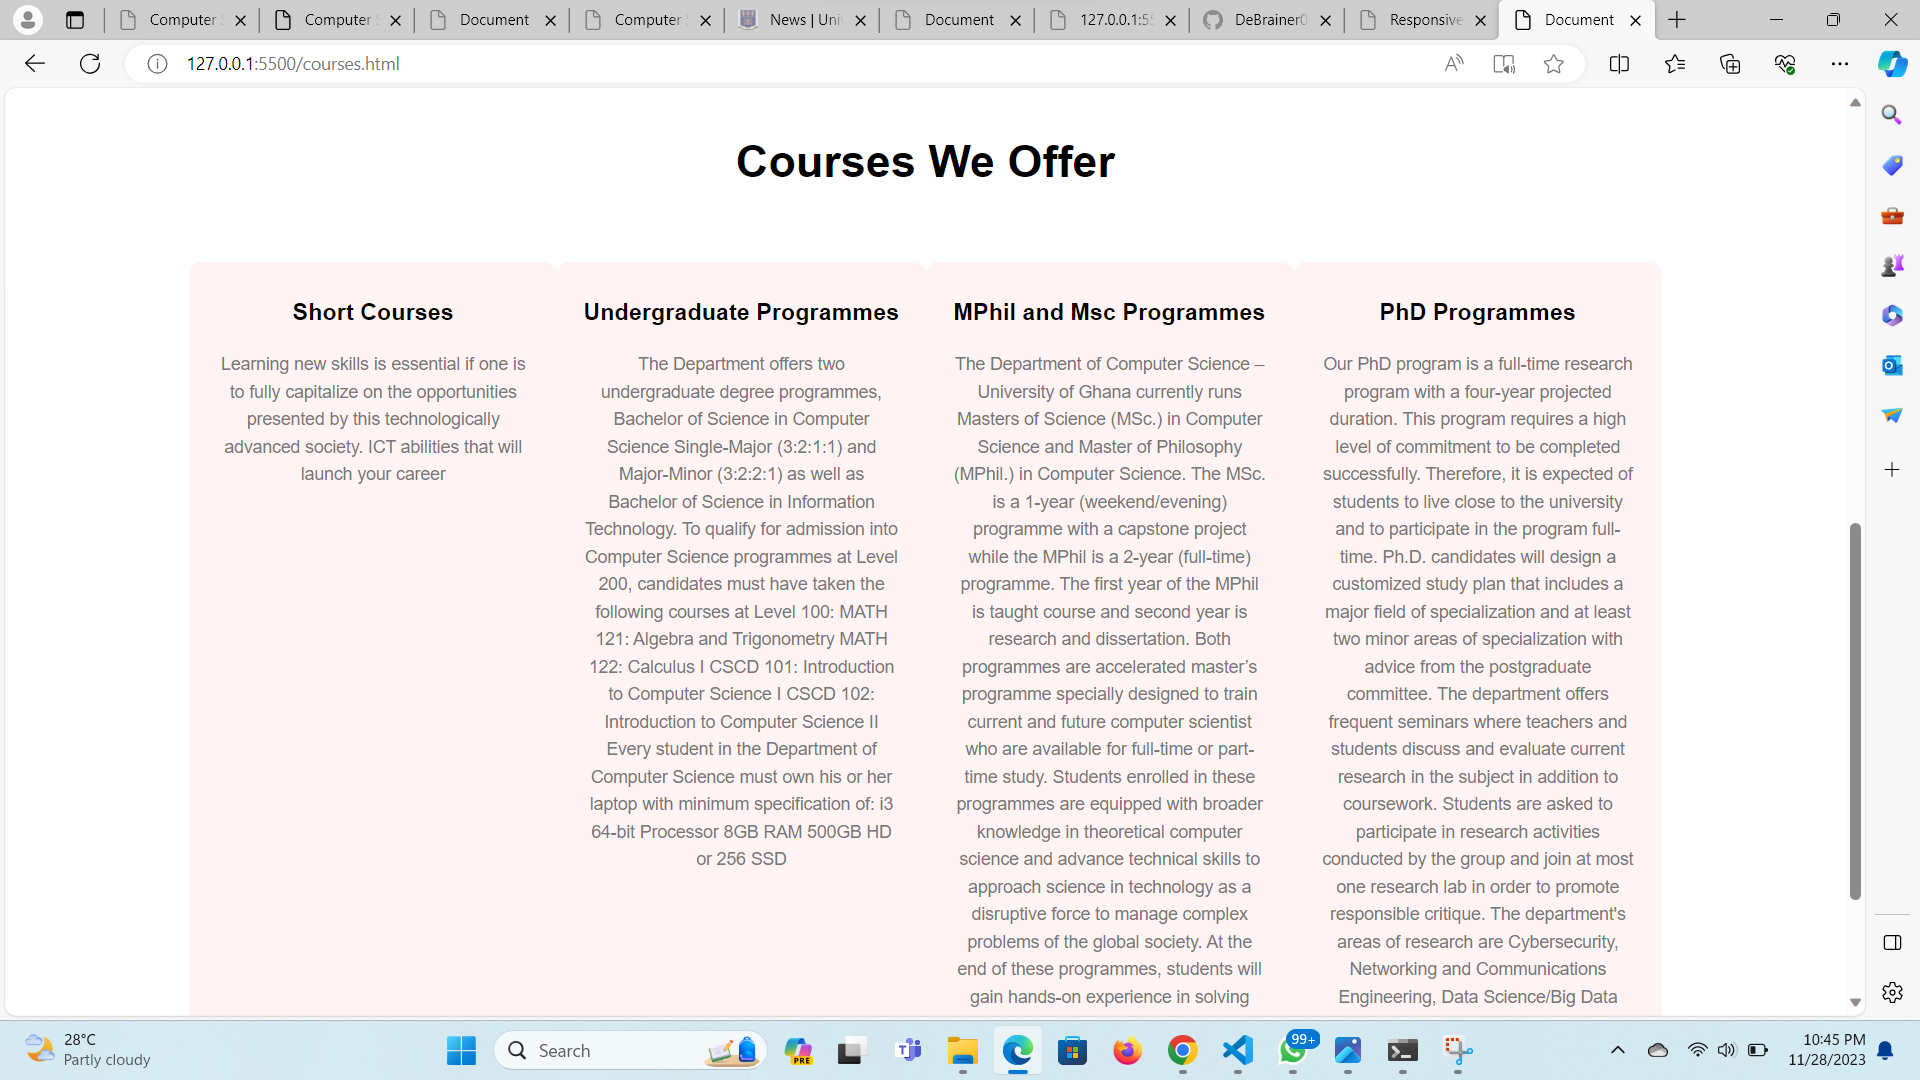 Computer
Computer
Document
Computer
News | Uni
Document
127.0.0.1:55
DeBrainer0
Responsive
Document
127.0.0.1:5500/courses.html
Courses We Offer
Short Courses
Learning new skills is essential if one is
to fully capitalize on the opportunities
presented by this technologically
advanced society. ICT abilities that will
launch your career
Undergraduate Programmes
The Department offers two
undergraduate degree programmes,
Bachelor of Science in Computer
Science Single-Major (3:2:1:1) and
Major-Minor (3:2:2:1) as well as
Bachelor of Science in Information
Technology. To qualify for admission into
Computer Science programmes at Level
200, candidates must have taken the
following courses at Level 100: MATH
121: Algebra and Trigonometry MATH
122: Calculus I CSCD 101: Introduction
to Computer Science I CSCD 102:
Introduction to Computer Science II
Every student in the Department of
Computer Science must own his or her
laptop with minimum specification of: i3
64-bit Processor 8GB RAM 500GB HD
or 256 SSD
MPhil and Msc Programmes
The Department of Computer Science –
University of Ghana currently runs
Masters of Science (MSc.) in Computer
Science and Master of Philosophy
(MPhil.) in Computer Science. The MSc.
is a 1-year (weekend/evening)
programme with a capstone project
while the MPhil is a 2-year (full-time)
programme. The first year of the MPhil
is taught course and second year is
research and dissertation. Both
programmes are accelerated master’s
programme specially designed to train
current and future computer scientist
who are available for full-time or part-
time study. Students enrolled in these
programmes are equipped with broader
knowledge in theoretical computer
science and advance technical skills to
approach science in technology as a
disruptive force to manage complex
problems of the global society. At the
end of these programmes, students will
gain hands-on experience in solving
PhD Programmes
Our PhD program is a full-time research
program with a four-year projected
duration. This program requires a high
level of commitment to be completed
successfully. Therefore, it is expected of
students to live close to the university
and to participate in the program full-
time. Ph.D. candidates will design a
customized study plan that includes a
major field of specialization and at least
two minor areas of specialization with
advice from the postgraduate
committee. The department offers
frequent seminars where teachers and
students discuss and evaluate current
research in the subject in addition to
coursework. Students are asked to
participate in research activities
conducted by the group and join at most
one research lab in order to promote
responsible critique. The department's
areas of research are Cybersecurity,
Networking and Communications
Engineering, Data Science/Big Data
28°C
Partly cloudy
Search
PRE
99+
10:45 PM
11/28/2023